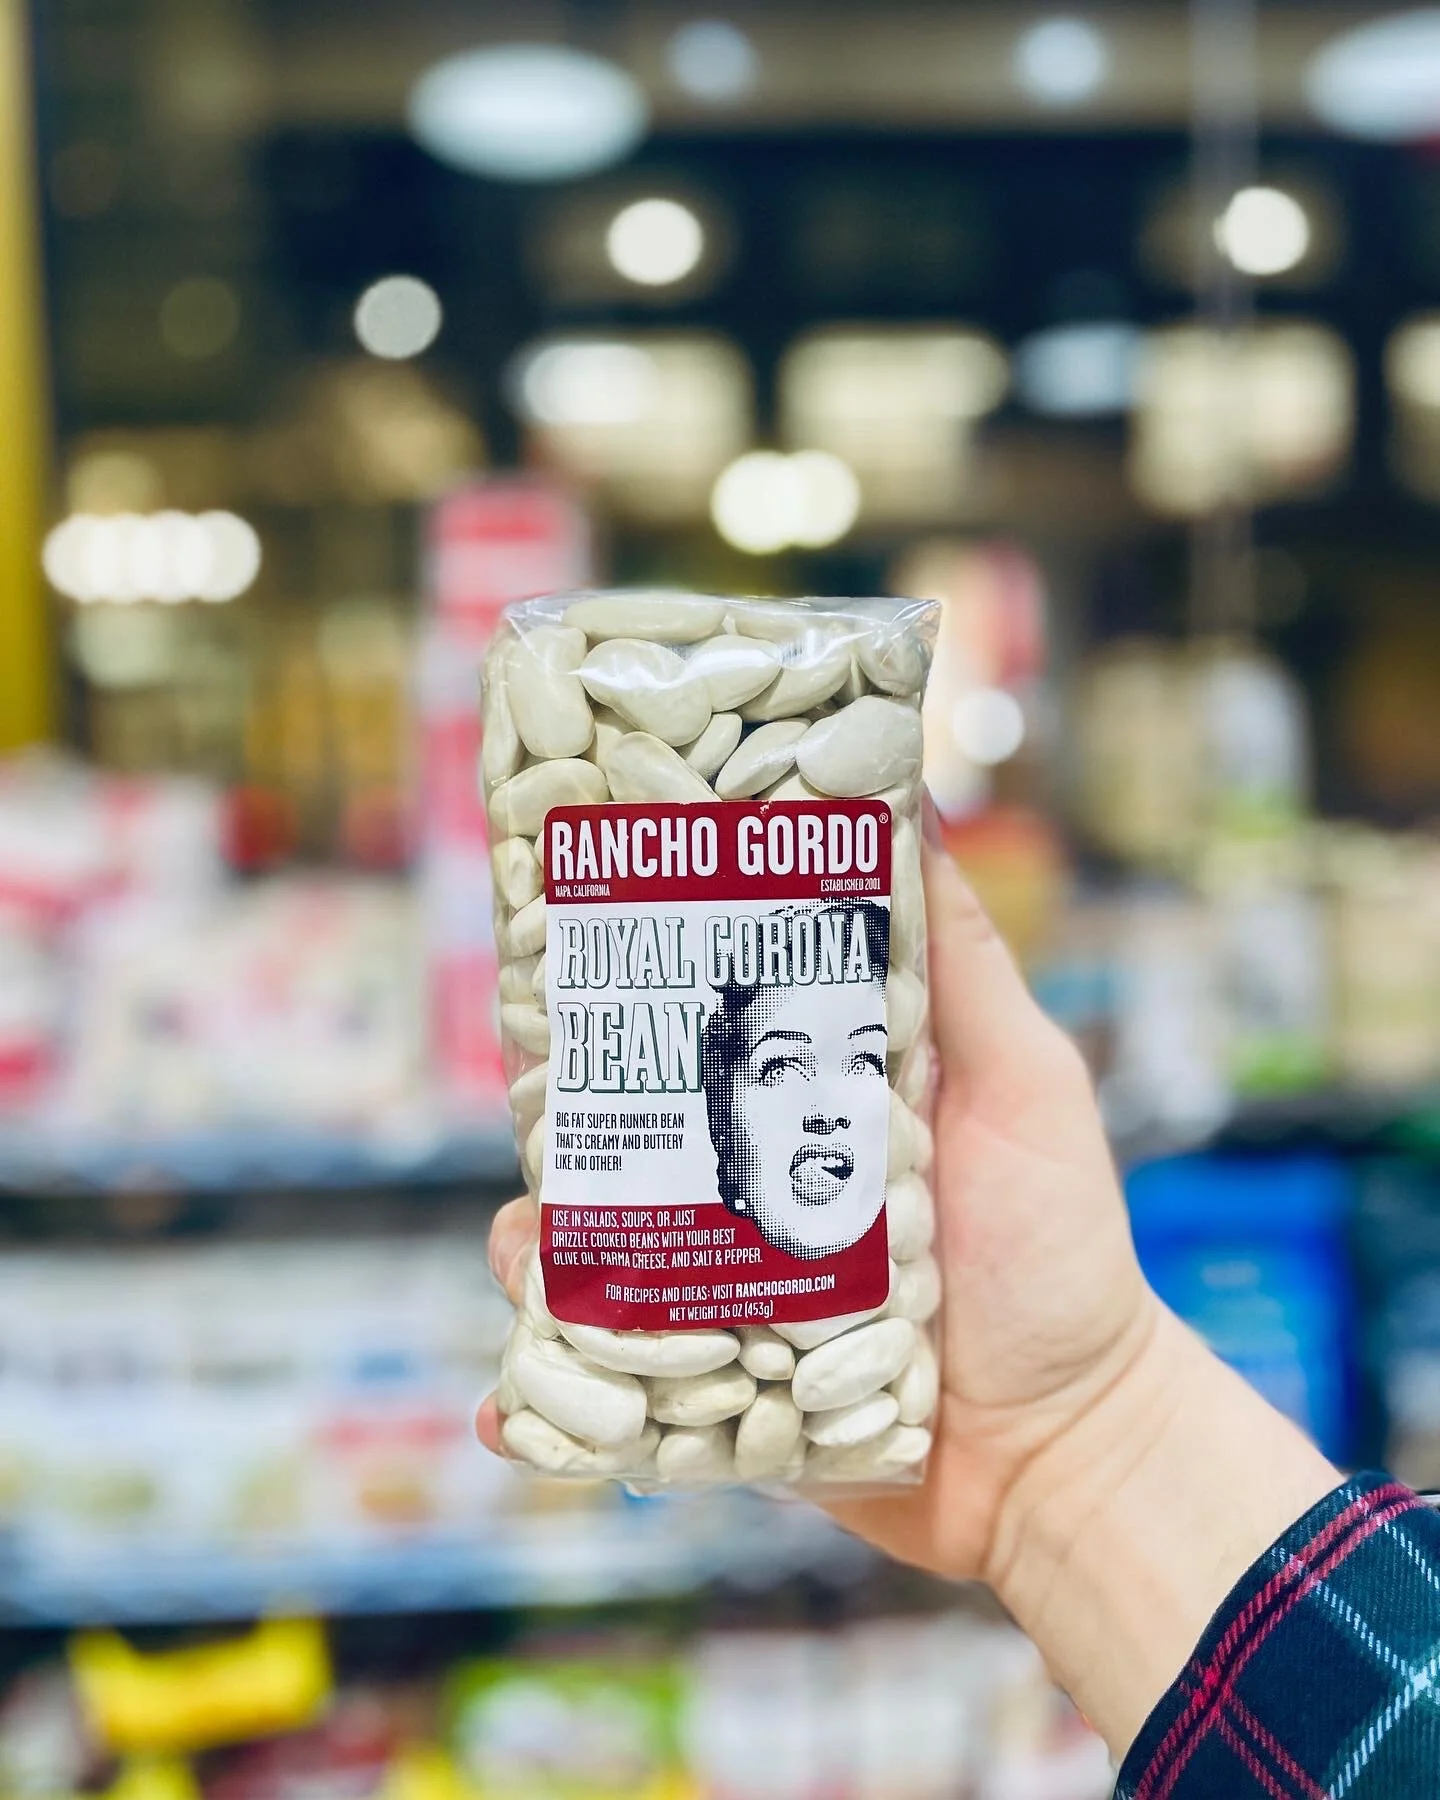 RANCHO GORDO®
NAPA, CALIFORNIA ESTABLISHED 2001
ROYAL CORONA
BEAN
BIG FAT SUPER RUNNER BEAN
THAT'S CREAMY AND BUTTERY
LIKE NO OTHER!
USE IN SALADS, SOUPS, OR JUST
DRIZZLE COOKED BEANS WITH YOUR BEST
OLIVE OIL, PARMA CHEESE, AND SALT & PEPPER.
FOR RECIPES AND IDEAS: VISIT RANCHOGORDO.COM
NET WEIGHT 16 OZ (453g)